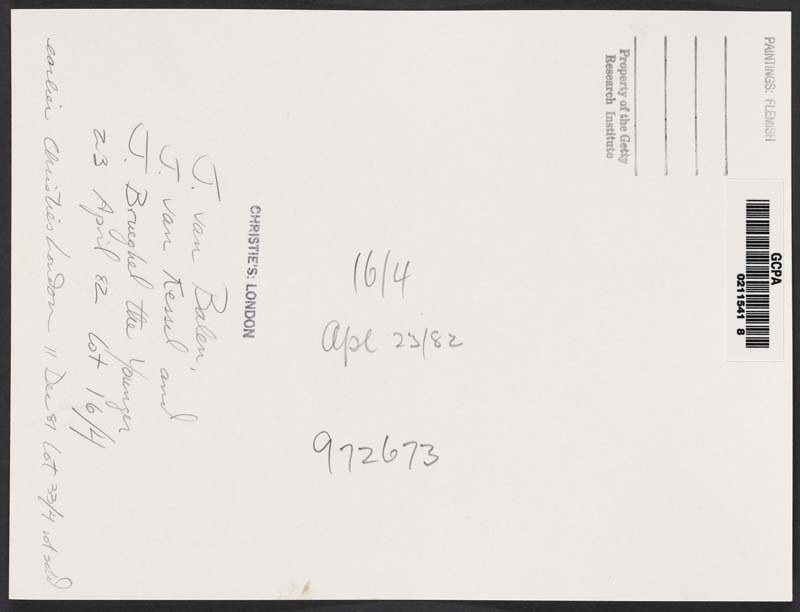 PAINTINGS: FLEMISH
Property of the Getty
Research Institute
GCPA
0211541 8
CHRISTIE'S: LONDON
J. van Balen,
J. van Kessel and
J. Brueghel the Younger
23 April 82 lot 16/4
earlier Christies London 11 Dec 81 lot 33/4 not sold
16/4
Apl 23/82
972673